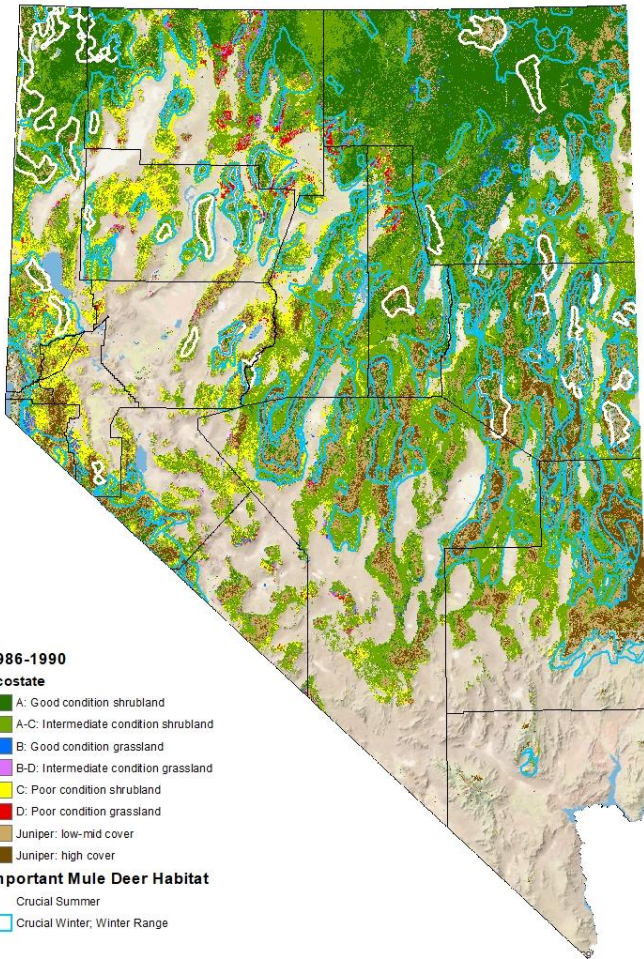 986-1990
costate
A: Good condition shrubland
A-C: Intermediate condition shrubland
B: Good condition grassland
B-D: Intermediate condition grassland
C: Poor condition shrubland
D: Poor condition grassland
Juniper: low-mid cover
Juniper: high cover
mportant Mule Deer Habitat
Crucial Summer
Crucial Winter; Winter Range